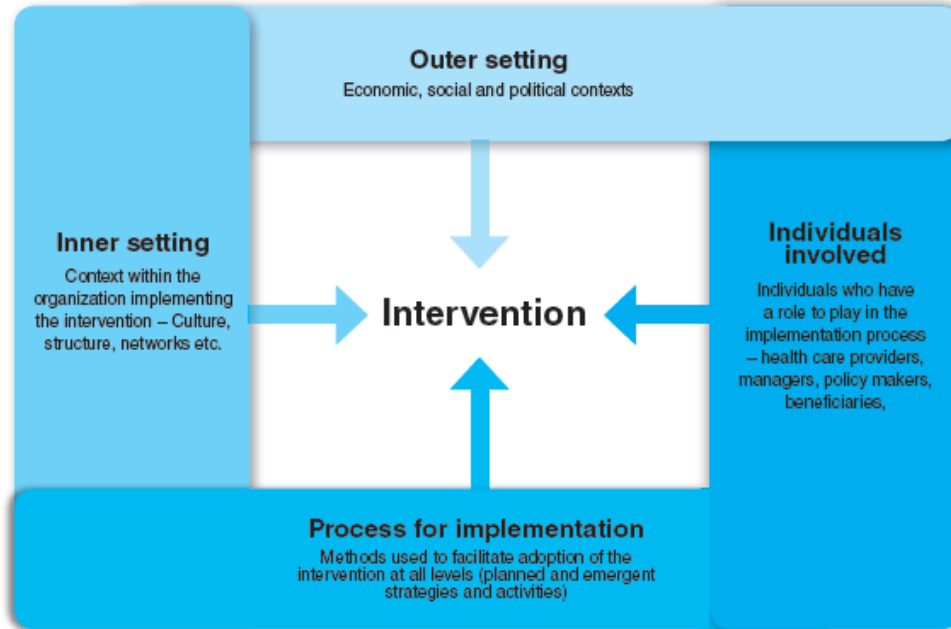 Outer setting
Economic, social and political contexts
Inner setting
Context within the
organization implementing
the intervention – Culture,
structure, networks etc.
Intervention
Individuals
involved
Individuals who have
a role to play in the
implementation process
– health care providers,
managers, policy makers,
beneficiaries,
Process for implementation
Methods used to facilitate adoption of the
intervention at all levels (planned and emergent
strategies and activities)